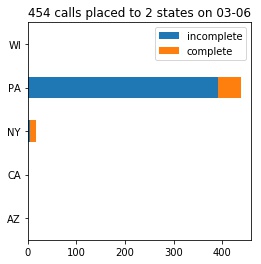 454 calls placed to 2 states on 03-06
incomplete
complete
WI
PA
NY
CA
AZ
0 100 200 300 400